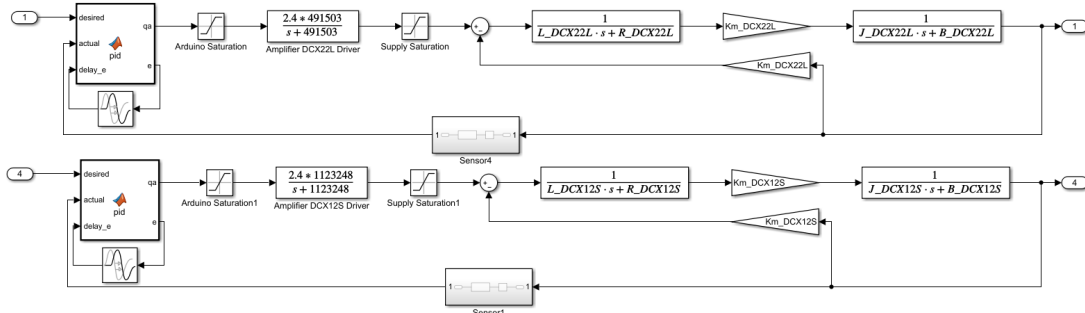 1
desired
actual
delay_e
qa
pid
e
Arduino Saturation
2.4 * 491503
s + 491503
Amplifier DCX22L Driver
Supply Saturation
+
-
1
L_DCX22L · s + R_DCX22L
Km_DCX22L
1
J_DCX22L · s + B_DCX22L
1
Km_DCX22L
1
1
Sensor4
4
desired
actual
delay_e
qa
pid
e
Arduino Saturation1
2.4 * 1123248
s + 1123248
Amplifier DCX12S Driver
Supply Saturation1
+
-
1
L_DCX12S · s + R_DCX12S
Km_DCX12S
1
J_DCX12S · s + B_DCX12S
4
Km_DCX12S
1
1
Sensor1